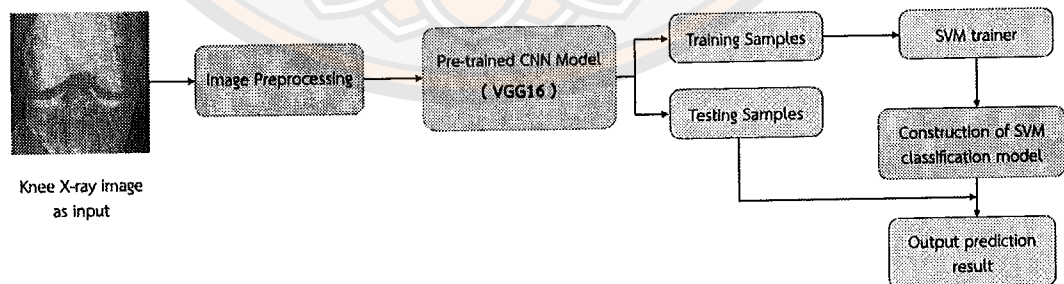 Knee X-ray image
as input
Image Preprocessing
Pre-trained CNN Model
( VGG16 )
Training Samples
Testing Samples
SVM trainer
Construction of SVM
classification model
Output prediction
result